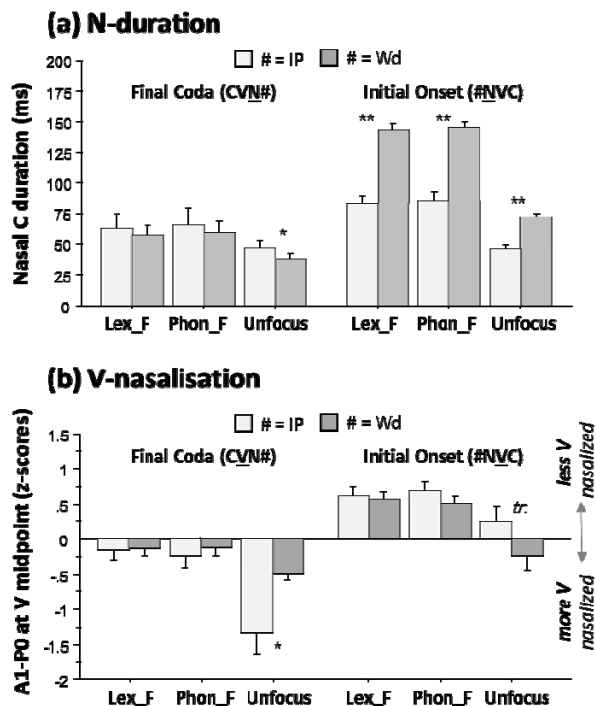 (a) N-duration
# = IP # = Wd
Final Coda (CVN#) Initial Onset (#NVC)
Nasal C duration (ms)
200
175
150
125
100
75
50
25
0
** ** * **
Lex_F Phon_F Unfocus Lex_F Phon_F Unfocus
(b) V-nasalisation
# = IP # = Wd
Final Coda (CVN#) Initial Onset (#NVC)
A1-P0 at V midpoint (z-scores)
1.5
1
.5
0
-.5
-1
-1.5
-2
tr.
*
less V
nasalized
more V
nasalized
Lex_F Phon_F Unfocus Lex_F Phon_F Unfocus